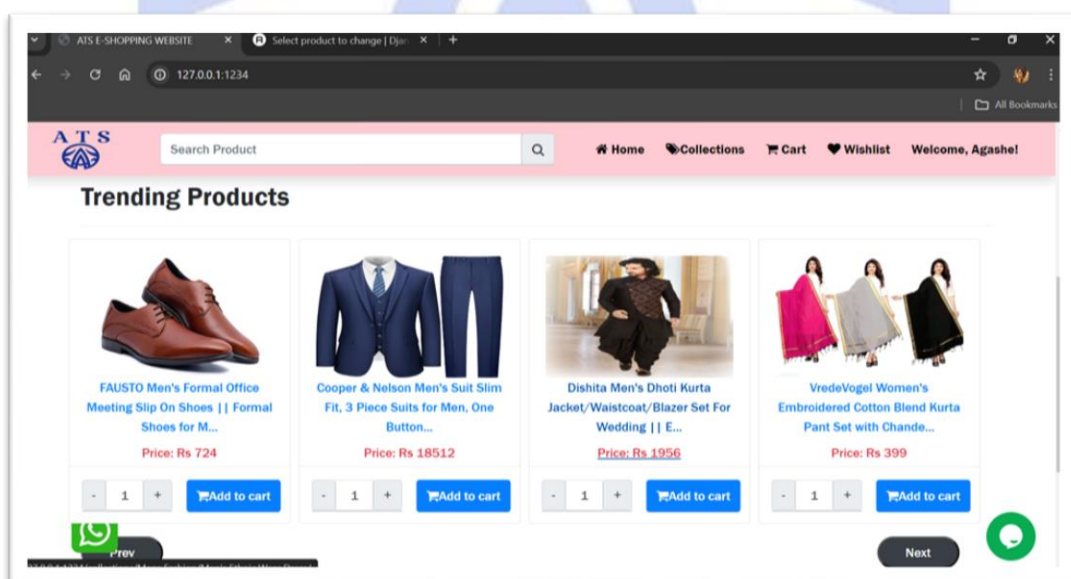 ATS E-SHOPPING WEBSITE
Select product to change | Djan
127.0.0.1:1234
All Bookmarks
A T S
Search Product
Home
Collections
Cart
Wishlist
Welcome, Agashe!
Trending Products
FAUSTO Men's Formal Office
Meeting Slip On Shoes || Formal
Shoes for M...
Price: Rs 724
- 1 +
Add to cart
Cooper & Nelson Men's Suit Slim
Fit, 3 Piece Suits for Men, One
Button...
Price: Rs 18512
- 1 +
Add to cart
Dishita Men's Dhoti Kurta
Jacket/Waistcoat/Blazer Set For
Wedding || E...
Price: Rs 1956
- 1 +
Add to cart
VredeVogel Women's
Embroidered Cotton Blend Kurta
Pant Set with Chande...
Price: Rs 399
- 1 +
Add to cart
Prev
Next